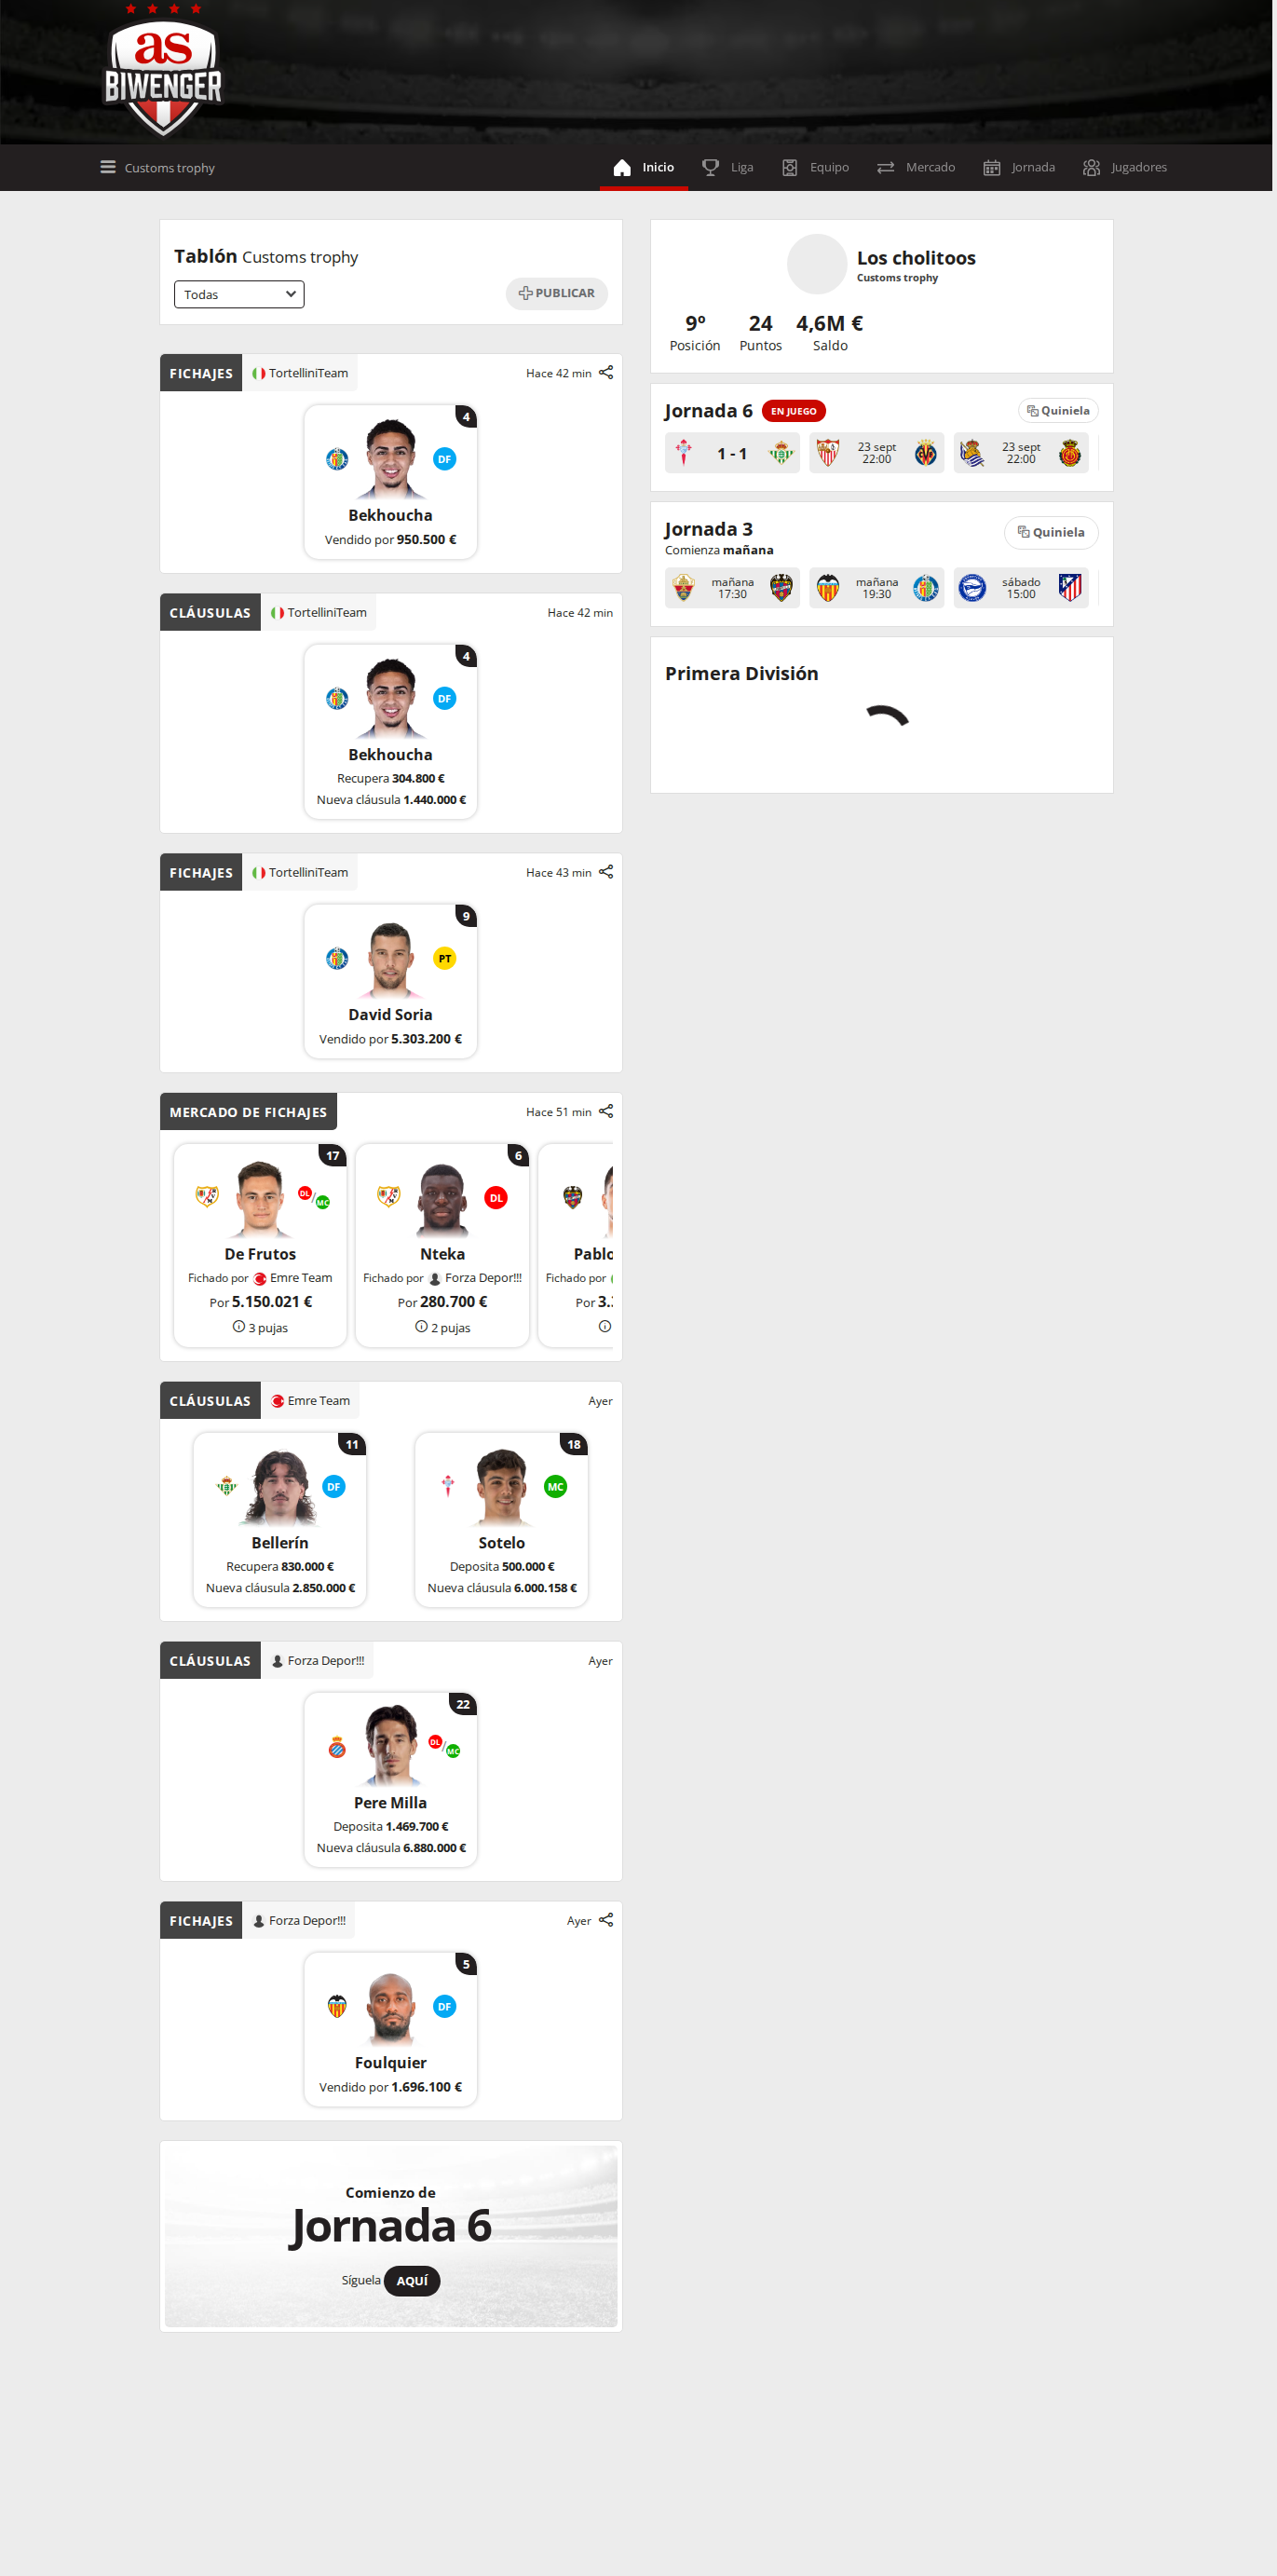 as
BIWENGER
Customs trophy
Inicio
Liga
Equipo
Mercado
Jornada
Jugadores
Tablón Customs trophy
Todas
PUBLICAR
FICHAJES
TortelliniTeam
Hace 42 min
4
DF
Bekhoucha
Vendido por 950.500 €
CLÁUSULAS
TortelliniTeam
Hace 42 min
4
DF
Bekhoucha
Recupera 304.800 €
Nueva cláusula 1.440.000 €
FICHAJES
TortelliniTeam
Hace 43 min
9
PT
David Soria
Vendido por 5.303.200 €
MERCADO DE FICHAJES
Hace 51 min
17
DL / MC
De Frutos
Fichado por Emre Team
Por 5.150.021 €
3 pujas
6
DL
Nteka
Fichado por Forza Depor!!!
Por 280.700 €
2 pujas
Pablo
Fichado por
Por 3.
CLÁUSULAS
Emre Team
Ayer
11
DF
Bellerín
Recupera 830.000 €
Nueva cláusula 2.850.000 €
18
MC
Sotelo
Deposita 500.000 €
Nueva cláusula 6.000.158 €
CLÁUSULAS
Forza Depor!!!
Ayer
22
DL / MC
Pere Milla
Deposita 1.469.700 €
Nueva cláusula 6.880.000 €
FICHAJES
Forza Depor!!!
Ayer
5
DF
Foulquier
Vendido por 1.696.100 €
Comienzo de
Jornada 6
Síguela AQUÍ
Los cholitoos
Customs trophy
9º
Posición
24
Puntos
4,6M €
Saldo
Jornada 6
EN JUEGO
Quiniela
1 - 1
23 sept
22:00
23 sept
22:00
Jornada 3
Comienza mañana
Quiniela
mañana
17:30
mañana
19:30
sábado
15:00
Primera División